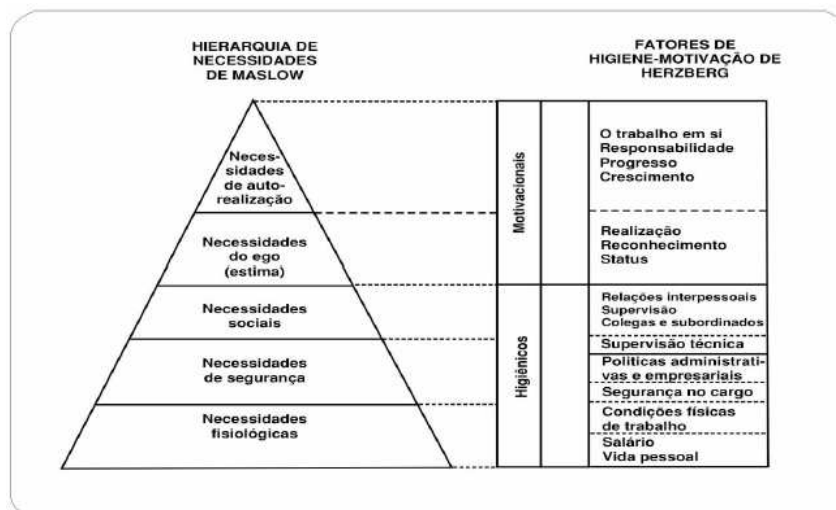 HIERARQUIA DE
NECESSIDADES
DE MASLOW
FATORES DE
HIGIENE-MOTIVAÇÃO DE
HERZBERG
Neces-
sidades
de auto-
realização
Necessidades
do ego
(estima)
Necessidades
sociais
Necessidades
de segurança
Necessidades
fisiológicas
Motivacionais
Higiênicos
O trabalho em si
Responsabilidade
Progresso
Crescimento
Realização
Reconhecimento
Status
Relações interpessoais
Supervisão
Colegas e subordinados
Supervisão técnica
Políticas administrati-
vas e empresariais
Segurança no cargo
Condições físicas
de trabalho
Salário
Vida pessoal